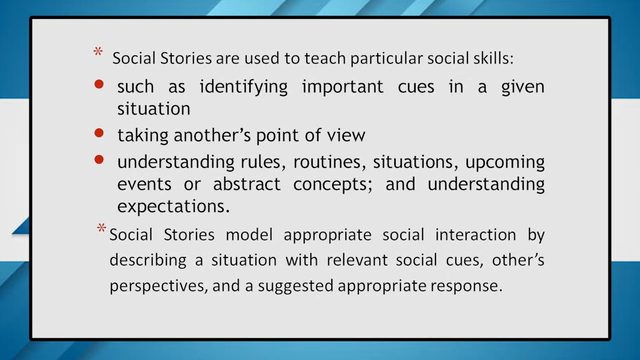 * Social Stories are used to teach particular social skills:
• such as identifying important cues in a given
situation
• taking another’s point of view
• understanding rules, routines, situations, upcoming
events or abstract concepts; and understanding
expectations.
* Social Stories model appropriate social interaction by
describing a situation with relevant social cues, other’s
perspectives, and a suggested appropriate response.